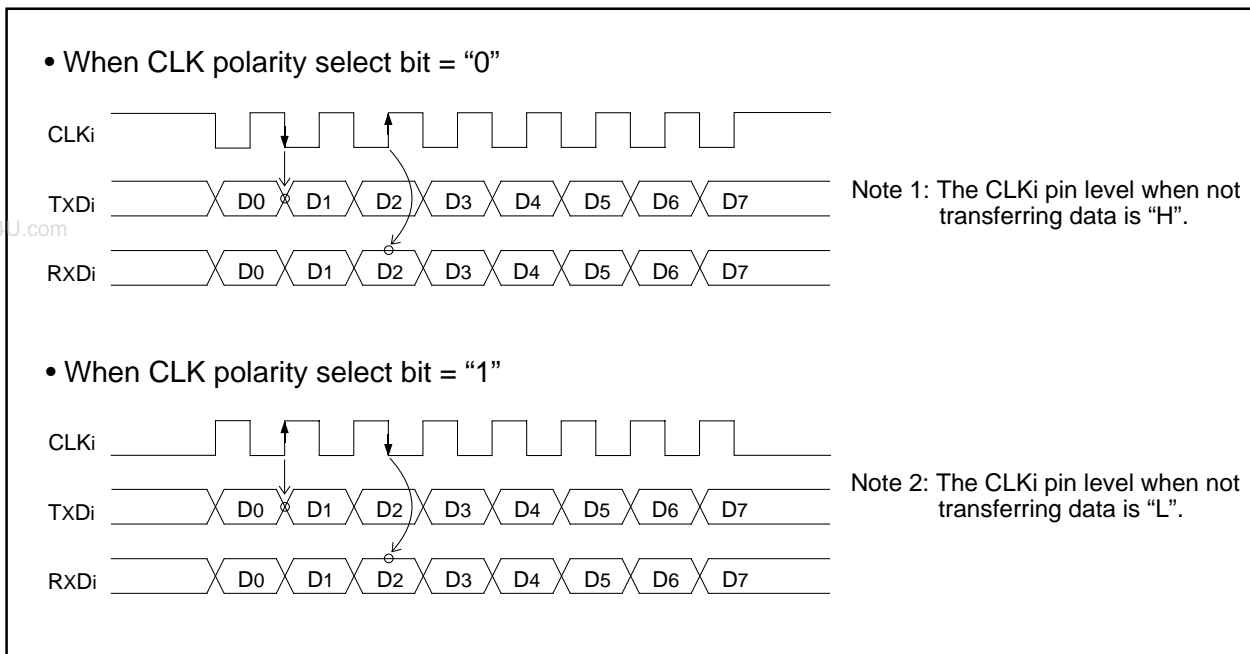 • When CLK polarity select bit = “0”
CLKi
TXDi D0 D1 D2 D3 D4 D5 D6 D7
RXDi D0 D1 D2 D3 D4 D5 D6 D7
Note 1: The CLKi pin level when not
transferring data is “H”.
4U.com
• When CLK polarity select bit = “1”
CLKi
TXDi D0 D1 D2 D3 D4 D5 D6 D7
RXDi D0 D1 D2 D3 D4 D5 D6 D7
Note 2: The CLKi pin level when not
transferring data is “L”.